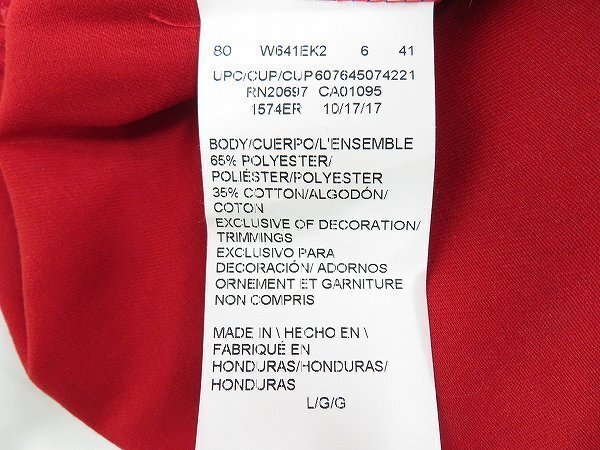 80 W641EK2 6 41
UPC/CUP/CUP607645074221
RN20697 CA01095
1574ER 10/17/17
BODY/CUERPO/L'ENSEMBLE
65% POLYESTER/
POLIÉSTER/POLYESTER
35% COTTON/ALGODÓN/
COTON
EXCLUSIVE OF DECORATION/
TRIMMINGS
EXCLUSIVO PARA
DECORACIÓN/ ADORNOS
ORNEMENT ET GARNITURE
NON COMPRIS
MADE IN \ HECHO EN \
FABRIQUÉ EN
HONDURAS/HONDURAS/
HONDURAS
L/G/G